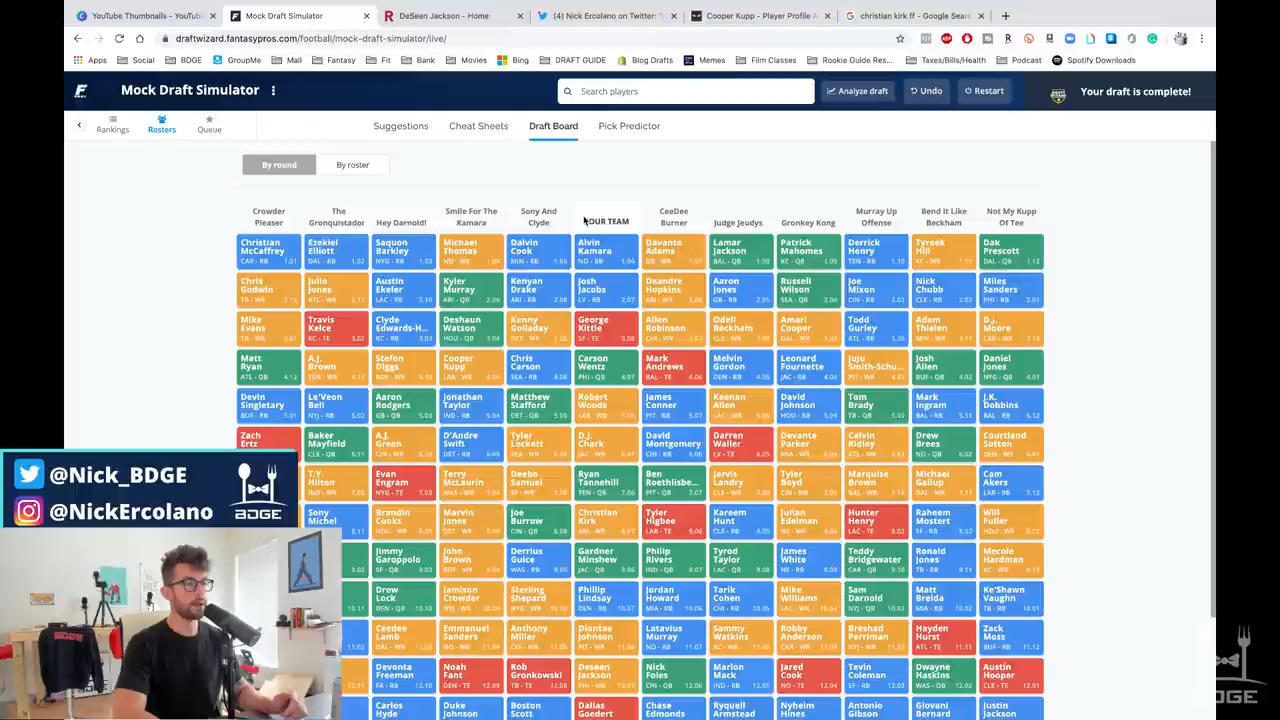 YouTube Thumbnails - YouTub
Mock Draft Simulator
DeSean Jackson - Home
(4) Nick Ercolano on Twitter: "
Cooper Kupp - Player Profile A
christian kirk ff - Google Sear
draftwizard.fantasypros.com/football/mock-draft-simulator/live/
Apps Social BDGE GroupMe Mail Fantasy Fit Bank Movies Bing DRAFT GUIDE Blog Drafts Memes Film Classes Rookie Guide Res... Taxes/Bills/Health Podcast Spotify Downloads
Mock Draft Simulator
Search players
Analyze draft
Undo
Restart
Your draft is complete!
Rankings Rosters Queue
Suggestions Cheat Sheets Draft Board Pick Predictor
By round By roster
Crowder Pleaser
The Gronquistador
Hey Darnold!
Smile For The Kamara
Sony And Clyde
OUR TEAM
CeeDee Burner
Judge Jeudys
Gronkey Kong
Murray Up Offense
Bend It Like Beckham
Not My Kupp Of Tee
Christian McCaffrey Ezekiel Elliott Saquon Barkley Michael Thomas Dalvin Cook Alvin Kamara Davante Adams Lamar Jackson Patrick Mahomes Derrick Henry Tyreek Hill Dak Prescott
Chris Godwin Julio Jones Austin Ekeler Kyler Murray Kenyan Drake Josh Jacobs Deandre Hopkins Aaron Jones Russell Wilson Joe Mixon Nick Chubb Miles Sanders
Mike Evans Travis Kelce Clyde Edwards-H... Deshaun Watson Kenny Golladay George Kittle Allen Robinson Odell Beckham Amari Cooper Todd Gurley Adam Thielen D.J. Moore
Matt Ryan A.J. Brown Stefon Diggs Cooper Kupp Chris Carson Carson Wentz Mark Andrews Melvin Gordon Leonard Fournette Juju Smith-Schu... Josh Allen Daniel Jones
Devin Singletary Le'Veon Bell Aaron Rodgers Jonathan Taylor Matthew Stafford Robert Woods James Conner Keenan Allen David Johnson Tom Brady Mark Ingram J.K. Dobbins
Zach Ertz Baker Mayfield A.J. Green D'Andre Swift Tyler Lockett D.J. Chark David Montgomery Darren Waller Devante Parker Calvin Ridley Drew Brees Courtland Sutton
T.Y. Hilton Evan Engram Terry McLaurin Deebo Samuel Ryan Tannehill Ben Roethlisbe... Jarvis Landry Tyler Boyd Marquise Brown Michael Gallup Cam Akers
Sony Michel Brandin Cooks Marvin Jones Joe Burrow Christian Kirk Tyler Higbee Kareem Hunt Julian Edelman Hunter Henry Raheem Mostert Will Fuller
Jimmy Garoppolo John Brown Derrius Guice Gardner Minshew Philip Rivers Tyrod Taylor James White Teddy Bridgewater Ronald Jones Mecole Hardman
Drew Lock Jamison Crowder Sterling Shepard Phillip Lindsay Jordan Howard Tarik Cohen Mike Williams Sam Darnold Matt Breida Ke'Shawn Vaughn
Ceedee Lamb Emmanuel Sanders Anthony Miller Diontae Johnson Latavius Murray Sammy Watkins Robby Anderson Breshad Perriman Hayden Hurst Zack Moss
Devonta Freeman Noah Fant Rob Gronkowski Desean Jackson Nick Foles Marlon Mack Jared Cook Tevin Coleman Dwayne Haskins Austin Hooper
Carlos Hyde Duke Johnson Boston Scott Dallas Goedert Chase Edmonds Ryquell Armstead Nyheim Hines Antonio Gibson Giovani Bernard Justin Jackson
@Nick_BDGE
@NickErcolano
BDGE
BDGE